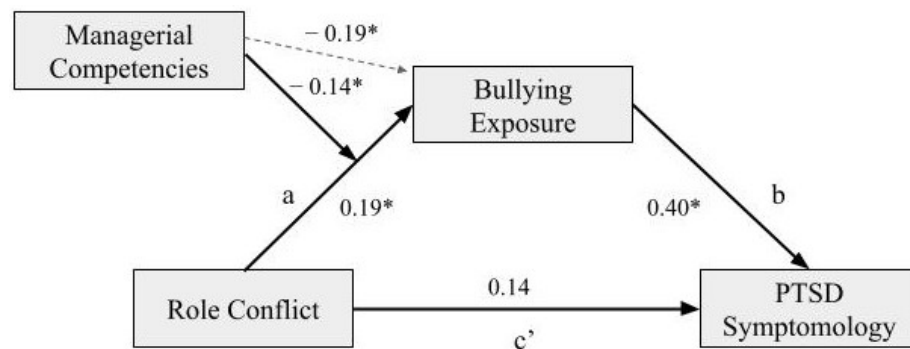 Managerial
Competencies
− 0.19*
− 0.14*
Bullying
Exposure
a
0.19*
0.40*
b
Role Conflict
0.14
c’
PTSD
Symptomology